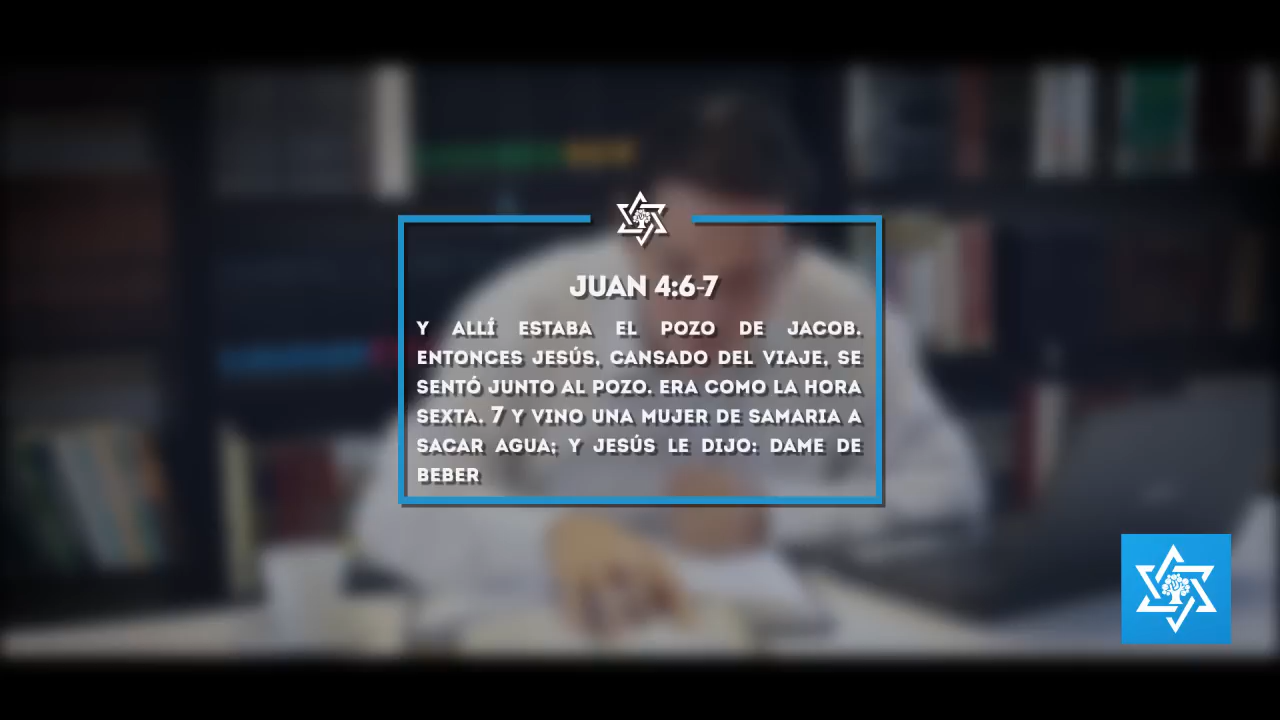 JUAN 4:6-7
Y ALLÍ ESTABA EL POZO DE JACOB.
ENTONCES JESÚS, CANSADO DEL VIAJE, SE
SENTÓ JUNTO AL POZO. ERA COMO LA HORA
SEXTA. 7 Y VINO UNA MUJER DE SAMARIA A
SACAR AGUA; Y JESÚS LE DIJO: DAME DE
BEBER